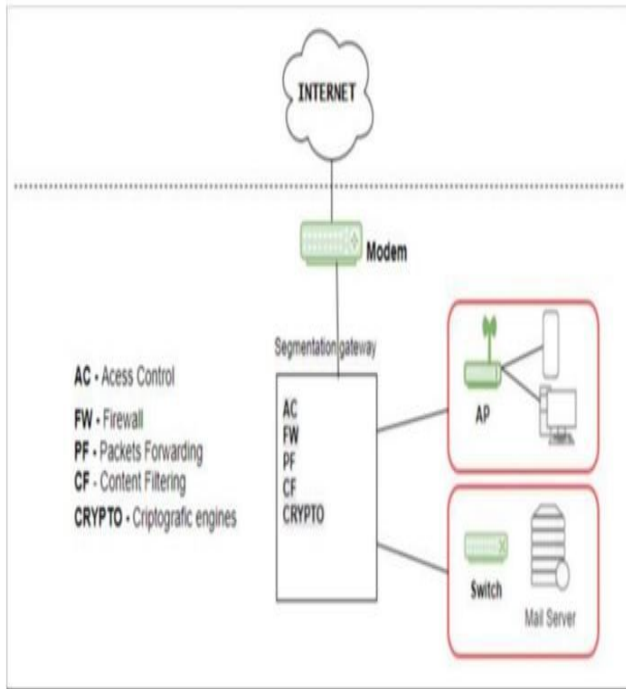 INTERNET
Modem
Segmentation gateway
AC - Acess Control
FW - Firewall
PF - Packets Forwarding
CF - Content Filtering
CRYPTO - Criptografic engines
AC
FW
PF
CF
CRYPTO
AP
Switch
Mail Server